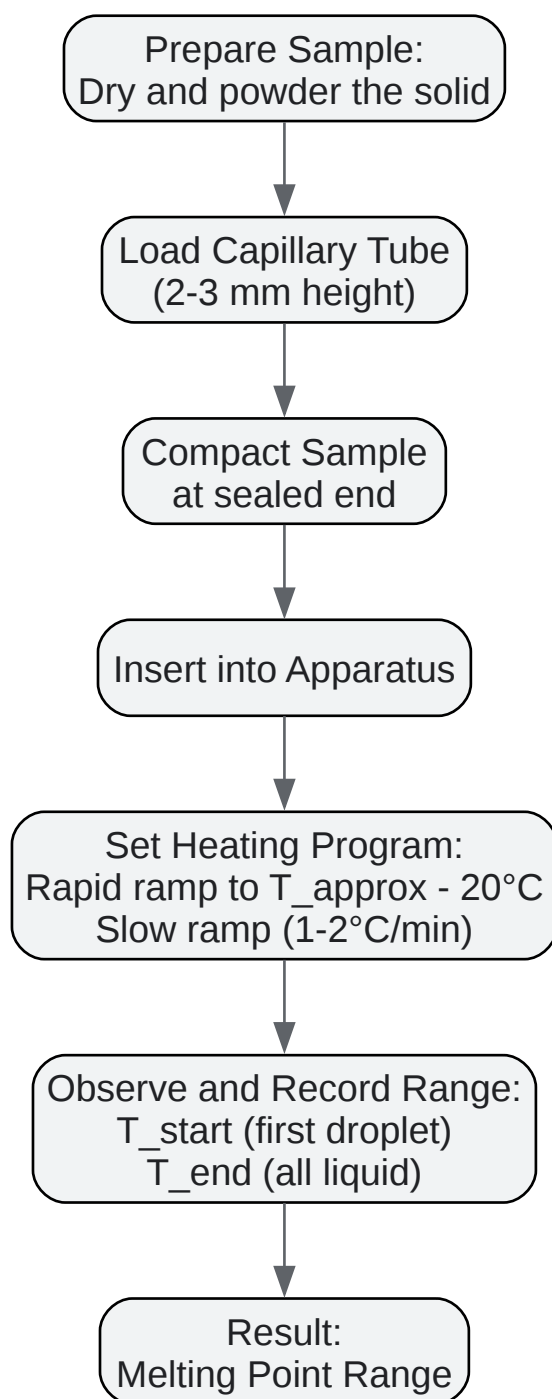 Prepare Sample:
Dry and powder the solid
Load Capillary Tube
(2-3 mm height)
Compact Sample
at sealed end
Insert into Apparatus
Set Heating Program:
Rapid ramp to T_approx - 20°C
Slow ramp (1-2°C/min)
Observe and Record Range:
T_start (first droplet)
T_end (all liquid)
Result:
Melting Point Range